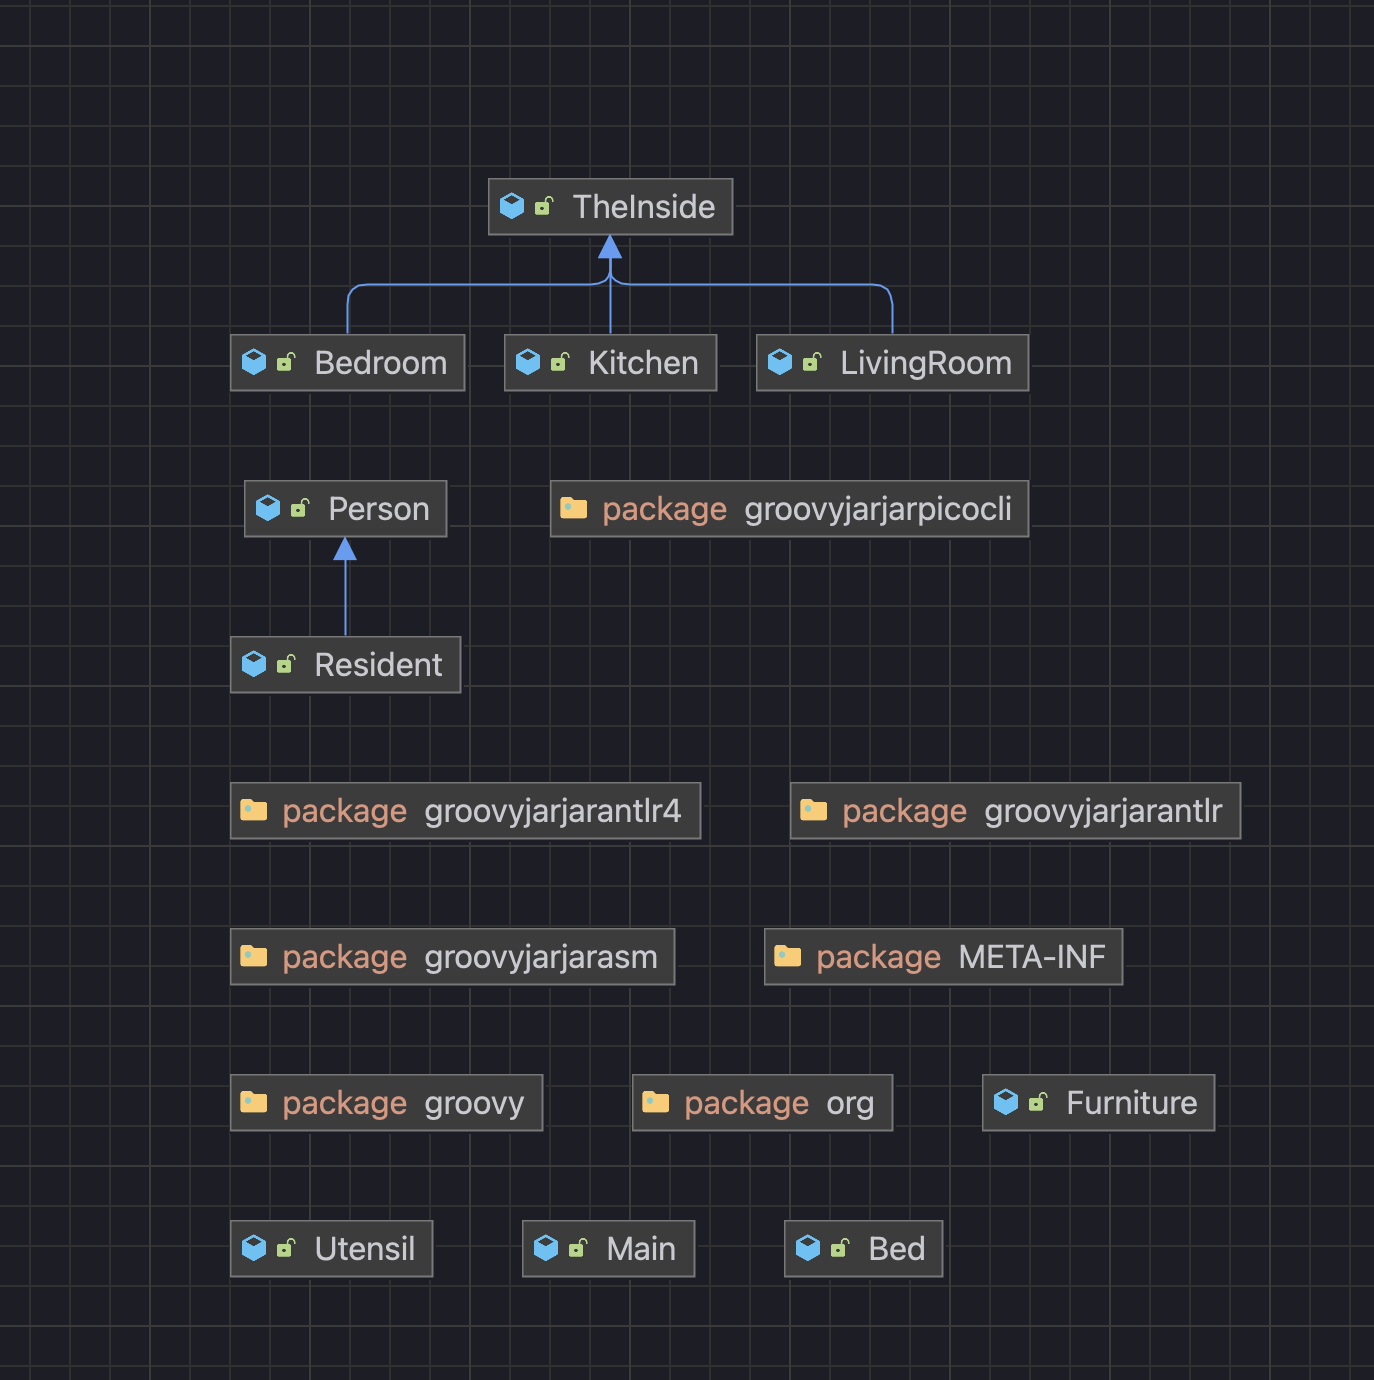 TheInside
Bedroom
Kitchen
LivingRoom
Person
package groovyjarjarpicocli
Resident
package groovyjarjarantlr4
package groovyjarjarantlr
package groovyjarjarasm
package META-INF
package groovy
package org
Furniture
Utensil
Main
Bed